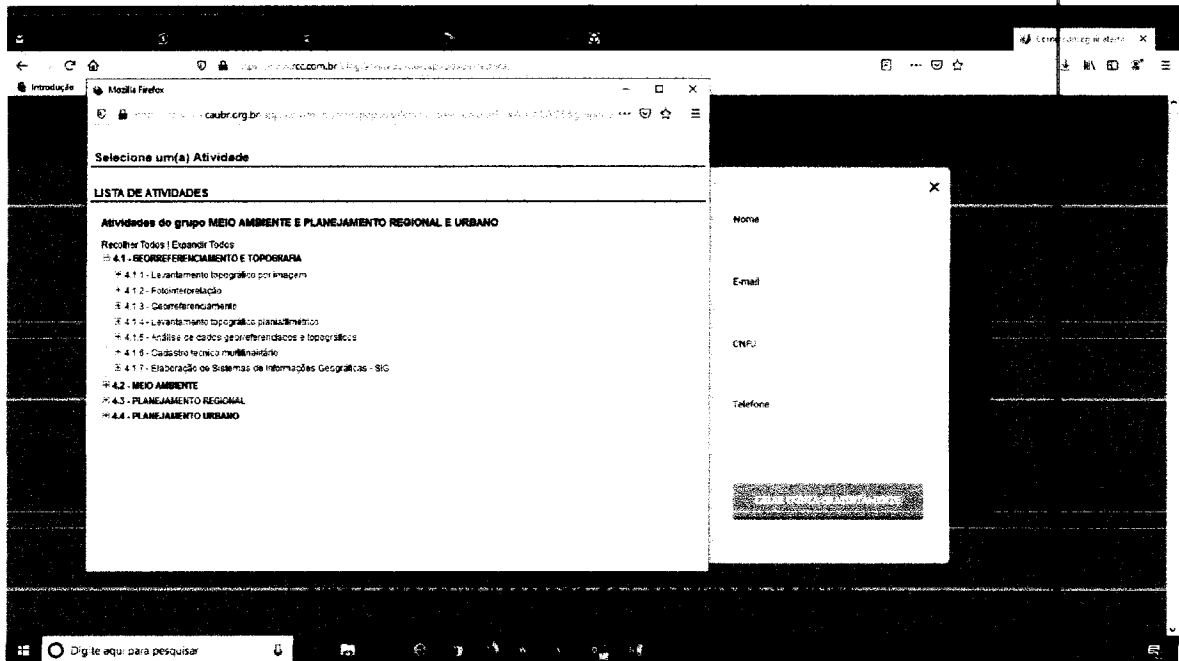 rcc.com.br
Introdução
Mozilla Firefox
caubr.org.br
Selecione um(a) Atividade
LISTA DE ATIVIDADES
Atividades do grupo MEIO AMBIENTE E PLANEJAMENTO REGIONAL E URBANO
Recolher Todos | Expandir Todos
4.1 - GEORREFERENCIAMENTO E TOPOGRAFIA
4.1.1 - Levantamento topográfico por imagem
4.1.2 - Fotointerpretação
4.1.3 - Georreferenciamento
4.1.4 - Levantamento topográfico planialtimétrico
4.1.5 - Análise de dados georreferenciados e topográficos
4.1.6 - Cadastro técnico multifinalitário
4.1.7 - Elaboração de Sistemas de Informações Geográficas - SIG
4.2 - MEIO AMBIENTE
4.3 - PLANEJAMENTO REGIONAL
4.4 - PLANEJAMENTO URBANO
Nome
E-mail
CNPJ
Telefone
Digite aqui para pesquisar